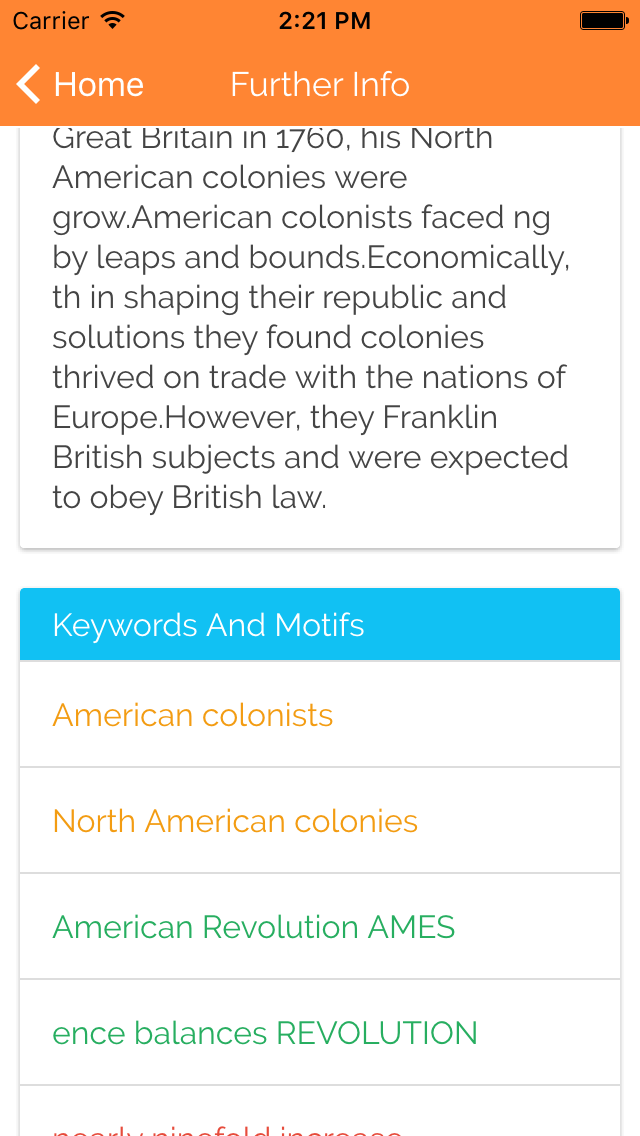 Carrier 2:21 PM
Home Further Info
Great Britain in 1760, his North
American colonies were
grow.American colonists faced ng
by leaps and bounds.Economically,
th in shaping their republic and
solutions they found colonies
thrived on trade with the nations of
Europe.However, they Franklin
British subjects and were expected
to obey British law.
Keywords And Motifs
American colonists
North American colonies
American Revolution AMES
ence balances REVOLUTION
nearly ninefold increase